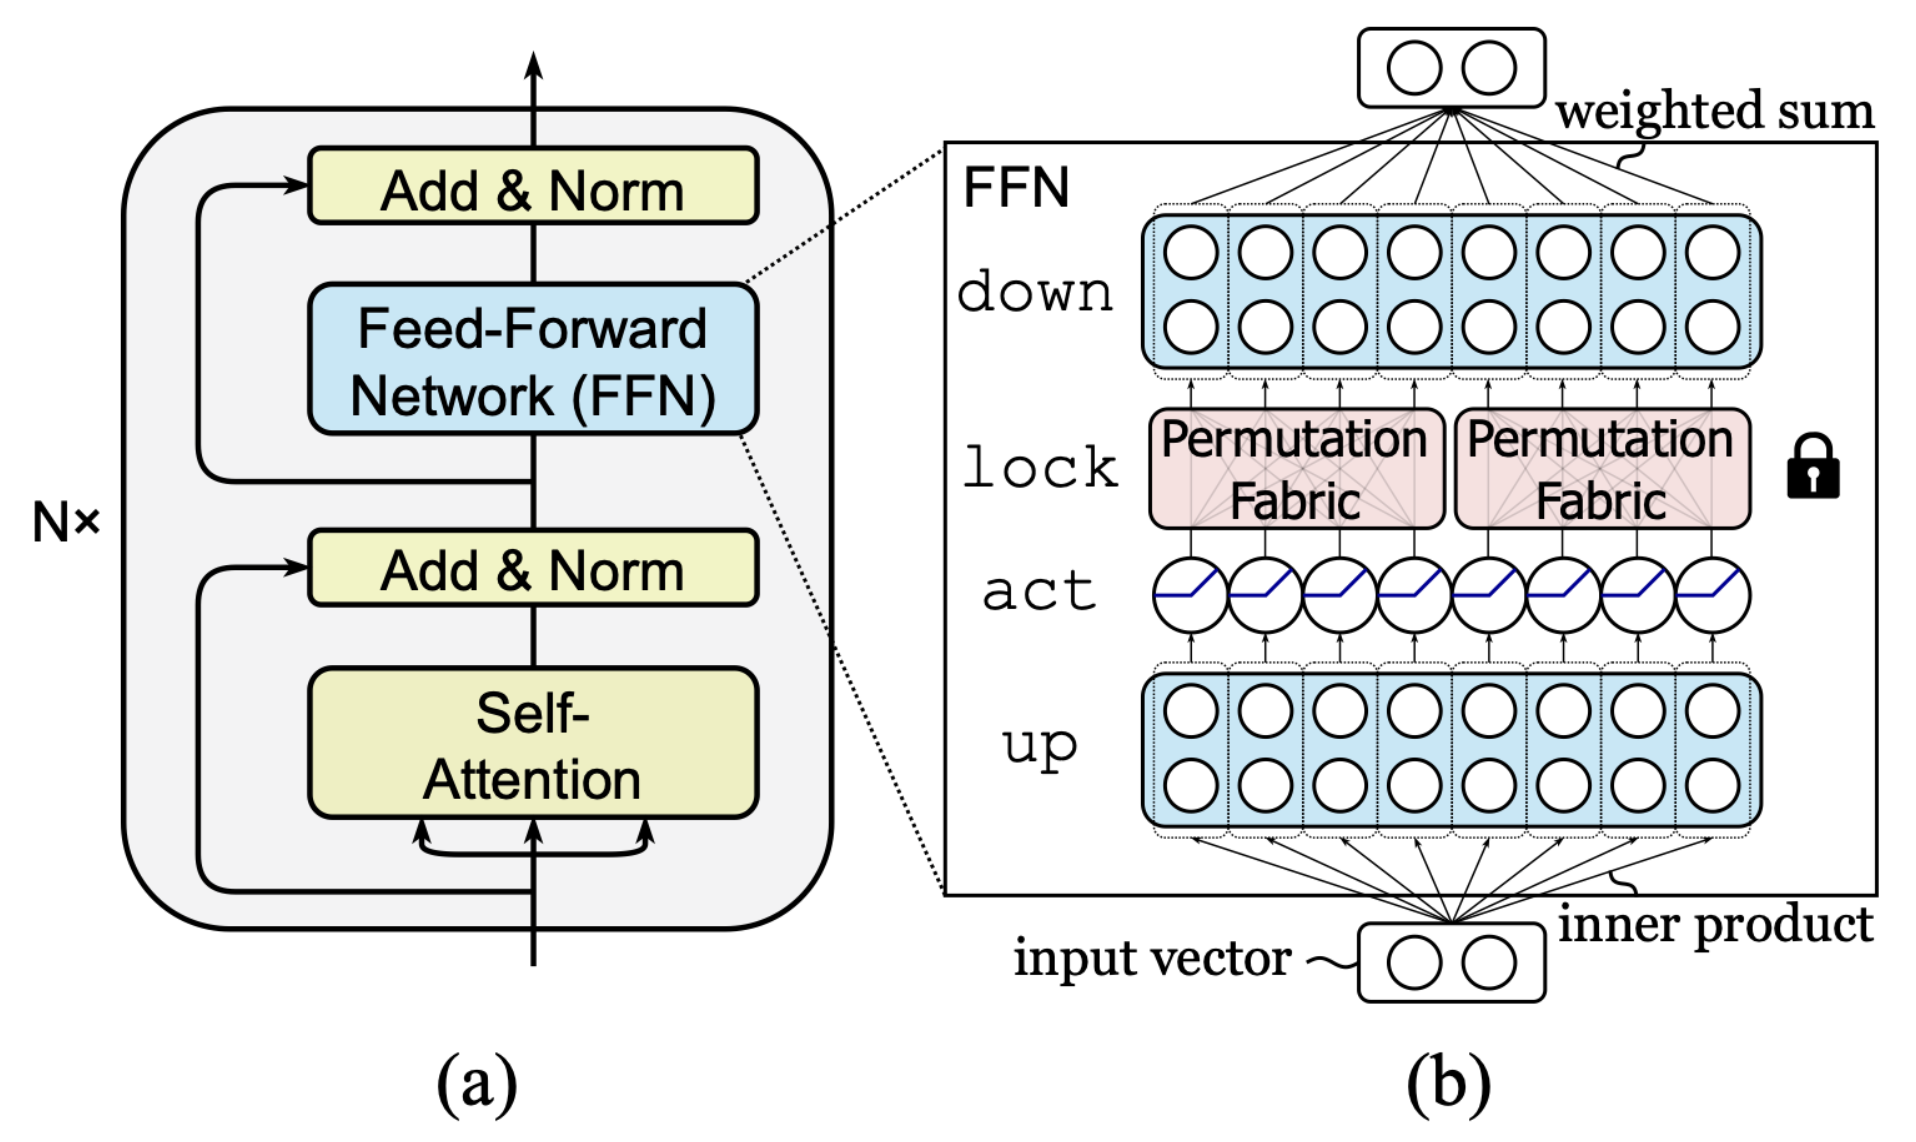 Add & Norm
Feed-Forward
Network (FFN)
N×
Add & Norm
Self-
Attention
(a)
weighted sum
FFN
down
lock
Permutation
Fabric
Permutation
Fabric
act
up
inner product
input vector
(b)